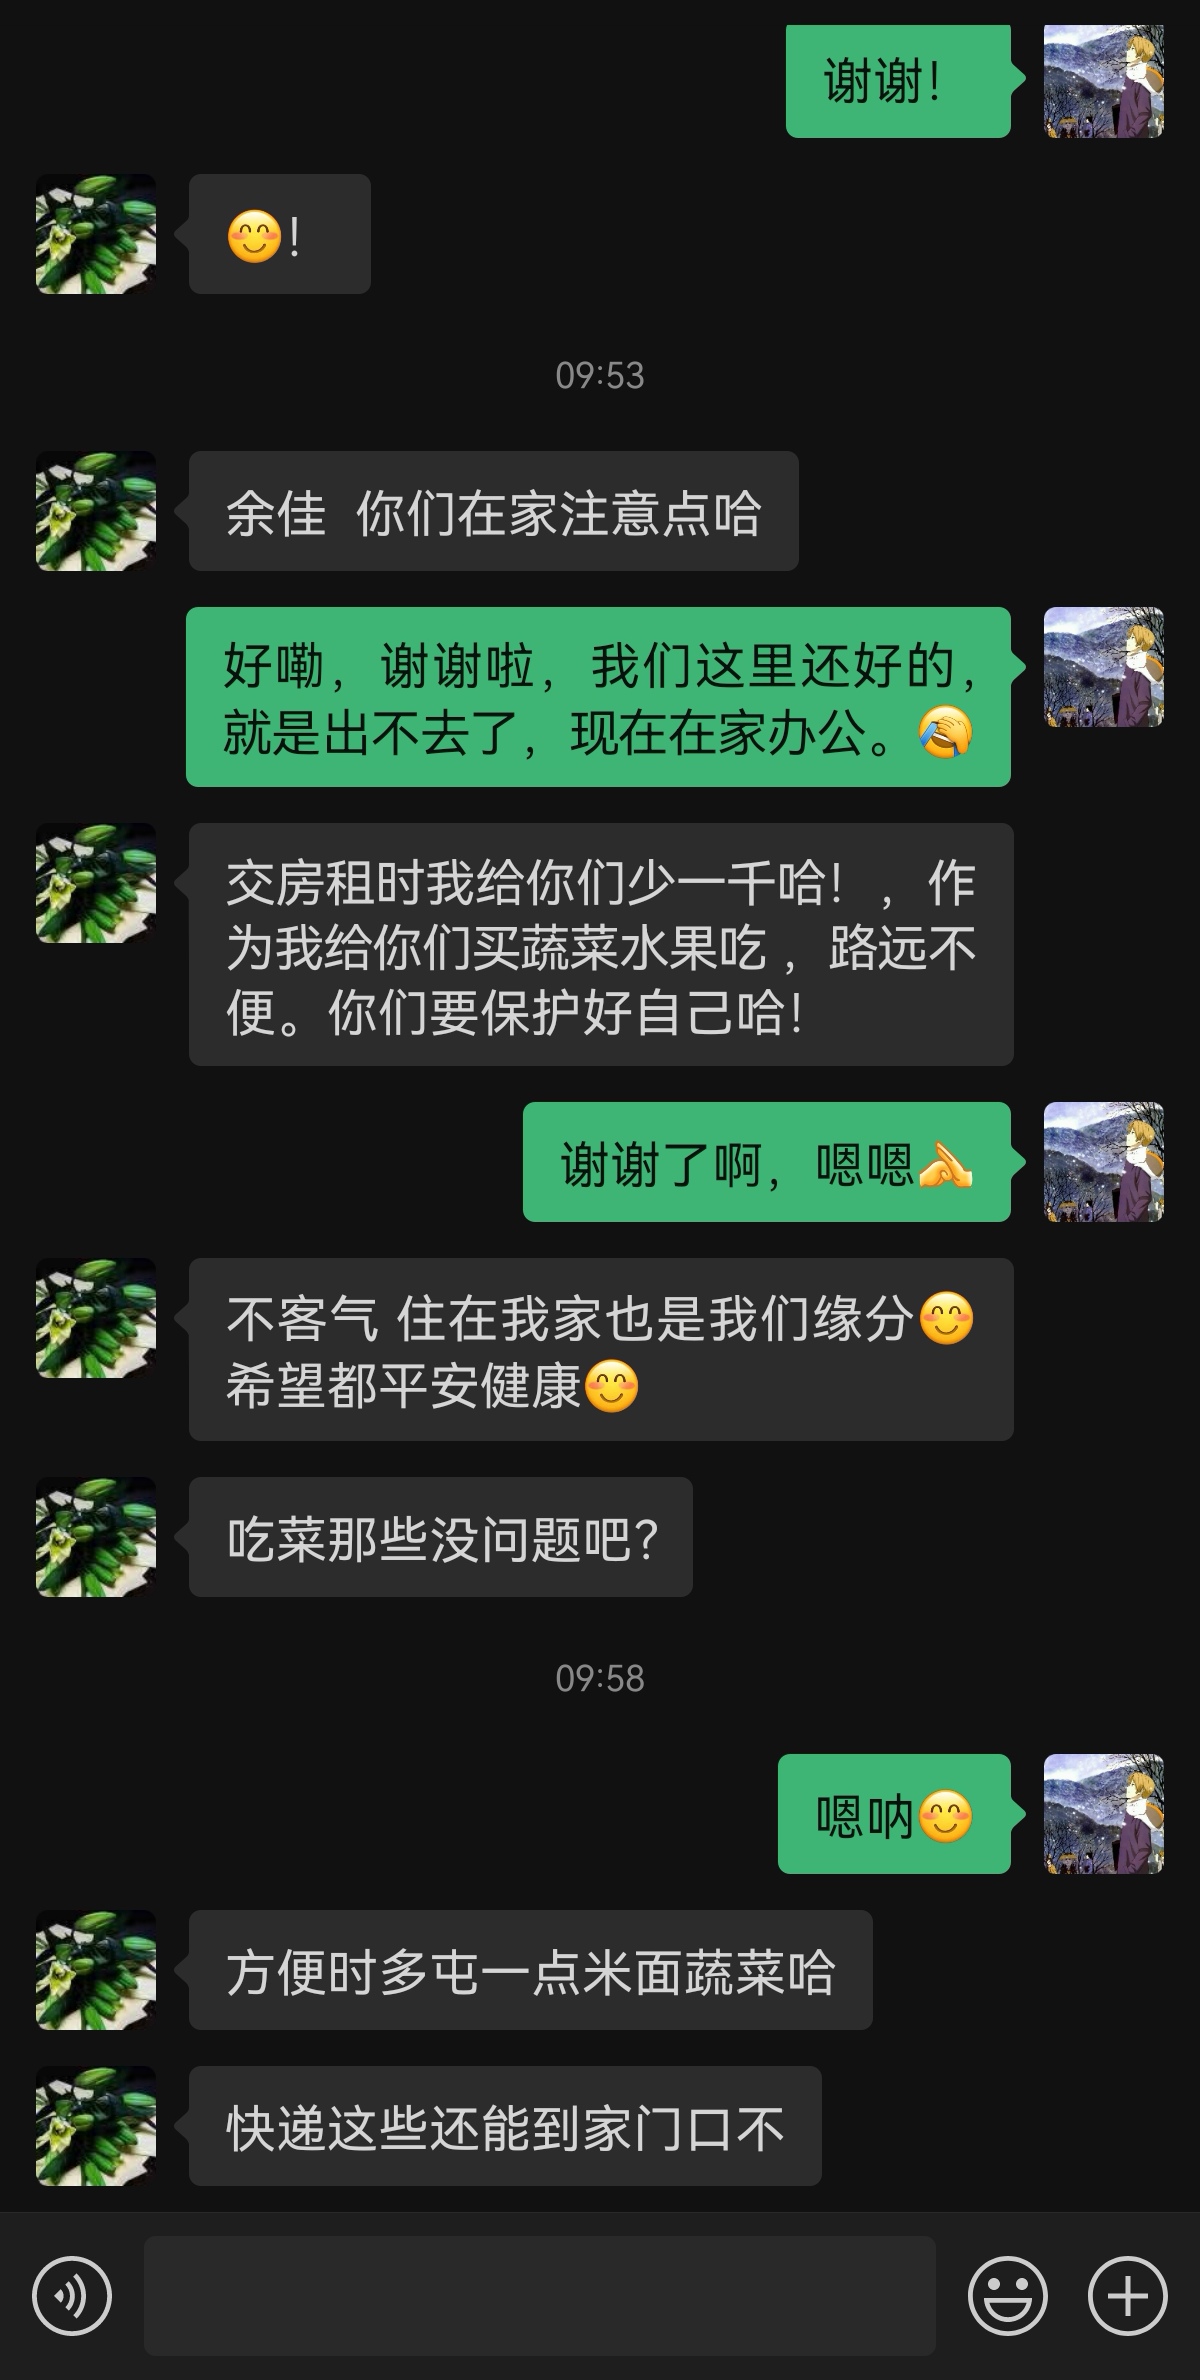 谢谢！
😊！
09:53
余佳  你们在家注意点哈
好嘞，谢谢啦，我们这里还好的，
就是出不去了，现在在家办公。🤣
交房租时我给你们少一千哈！，作
为我给你们买蔬菜水果吃，路远不
便。你们要保护好自己哈！
谢谢了啊，嗯嗯
不客气 住在我家也是我们缘分😊
希望都平安健康😊
吃菜那些没问题吧？
09:58
嗯呐😊
方便时多屯一点米面蔬菜哈
快递这些还能到家门口不